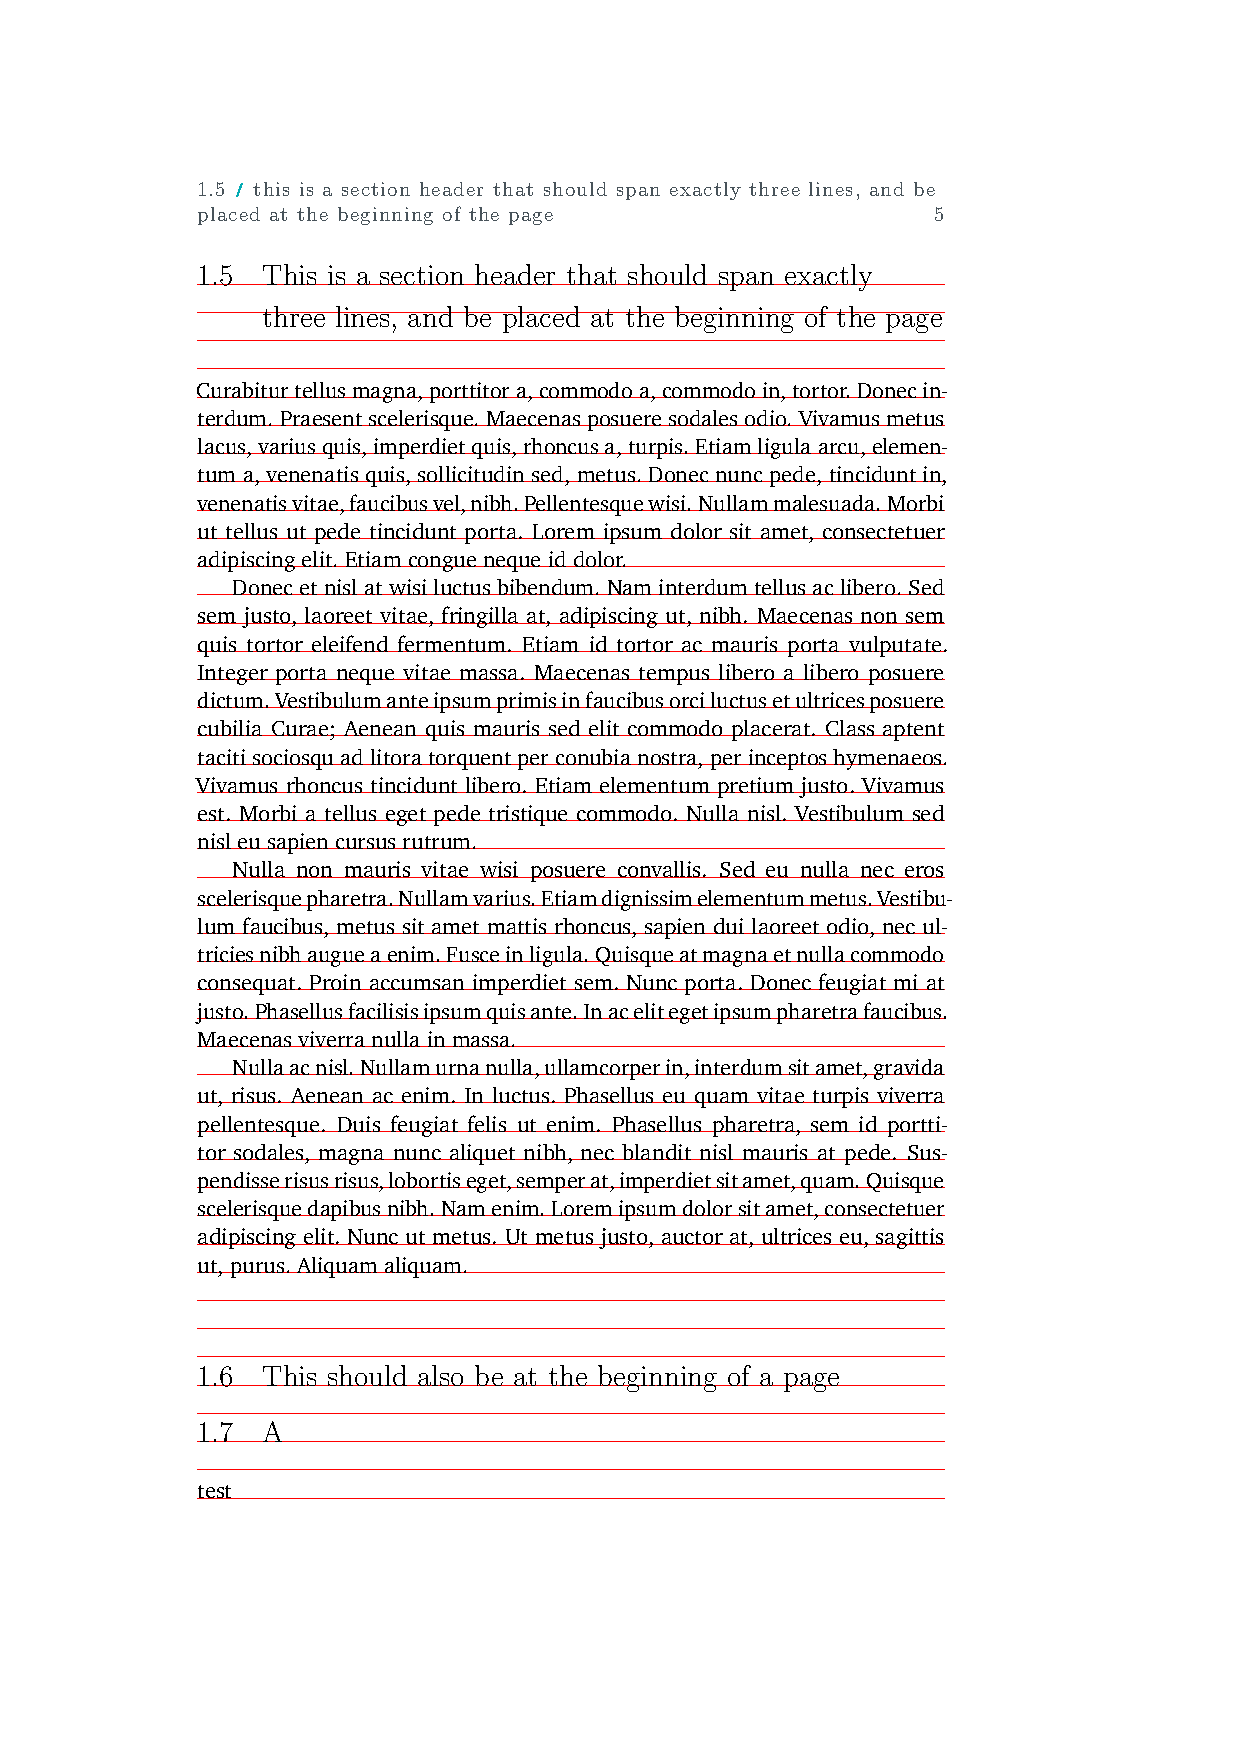 1.5 / this is a section header that should span exactly three lines, and be
placed at the beginning of the page 5
1.5 This is a section header that should span exactly
three lines, and be placed at the beginning of the page
Curabitur tellus magna, porttitor a, commodo a, commodo in, tortor. Donec in-
terdum. Praesent scelerisque. Maecenas posuere sodales odio. Vivamus metus
lacus, varius quis, imperdiet quis, rhoncus a, turpis. Etiam ligula arcu, elemen-
tum a, venenatis quis, sollicitudin sed, metus. Donec nunc pede, tincidunt in,
venenatis vitae, faucibus vel, nibh. Pellentesque wisi. Nullam malesuada. Morbi
ut tellus ut pede tincidunt porta. Lorem ipsum dolor sit amet, consectetuer
adipiscing elit. Etiam congue neque id dolor.
Donec et nisl at wisi luctus bibendum. Nam interdum tellus ac libero. Sed
sem justo, laoreet vitae, fringilla at, adipiscing ut, nibh. Maecenas non sem
quis tortor eleifend fermentum. Etiam id tortor ac mauris porta vulputate.
Integer porta neque vitae massa. Maecenas tempus libero a libero posuere
dictum. Vestibulum ante ipsum primis in faucibus orci luctus et ultrices posuere
cubilia Curae; Aenean quis mauris sed elit commodo placerat. Class aptent
taciti sociosqu ad litora torquent per conubia nostra, per inceptos hymenaeos.
Vivamus rhoncus tincidunt libero. Etiam elementum pretium justo. Vivamus
est. Morbi a tellus eget pede tristique commodo. Nulla nisl. Vestibulum sed
nisl eu sapien cursus rutrum.
Nulla non mauris vitae wisi posuere convallis. Sed eu nulla nec eros
scelerisque pharetra. Nullam varius. Etiam dignissim elementum metus. Vestibu-
lum faucibus, metus sit amet mattis rhoncus, sapien dui laoreet odio, nec ul-
tricies nibh augue a enim. Fusce in ligula. Quisque at magna et nulla commodo
consequat. Proin accumsan imperdiet sem. Nunc porta. Donec feugiat mi at
justo. Phasellus facilisis ipsum quis ante. In ac elit eget ipsum pharetra faucibus.
Maecenas viverra nulla in massa.
Nulla ac nisl. Nullam urna nulla, ullamcorper in, interdum sit amet, gravida
ut, risus. Aenean ac enim. In luctus. Phasellus eu quam vitae turpis viverra
pellentesque. Duis feugiat felis ut enim. Phasellus pharetra, sem id portti-
tor sodales, magna nunc aliquet nibh, nec blandit nisl mauris at pede. Sus-
pendisse risus risus, lobortis eget, semper at, imperdiet sit amet, quam. Quisque
scelerisque dapibus nibh. Nam enim. Lorem ipsum dolor sit amet, consectetuer
adipiscing elit. Nunc ut metus. Ut metus justo, auctor at, ultrices eu, sagittis
ut, purus. Aliquam aliquam.
1.6 This should also be at the beginning of a page
1.7 A
test